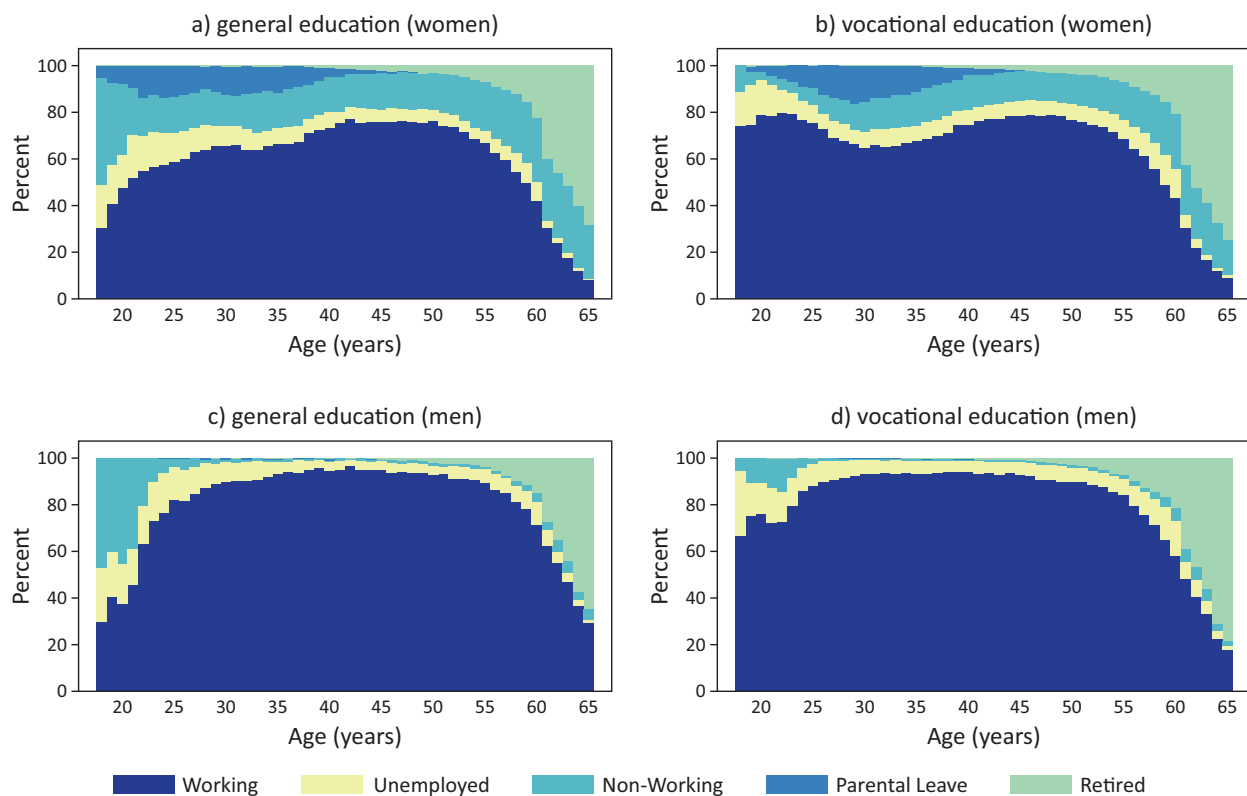 a) general education (women)
b) vocational education (women)
100
80
60
40
20
0
Percent
20 25 30 35 40 45 50 55 60 65
Age (years)
100
80
60
40
20
0
Percent
20 25 30 35 40 45 50 55 60 65
Age (years)
c) general education (men)
d) vocational education (men)
100
80
60
40
20
0
Percent
20 25 30 35 40 45 50 55 60 65
Age (years)
100
80
60
40
20
0
Percent
20 25 30 35 40 45 50 55 60 65
Age (years)
Working Unemployed Non-Working Parental Leave Retired